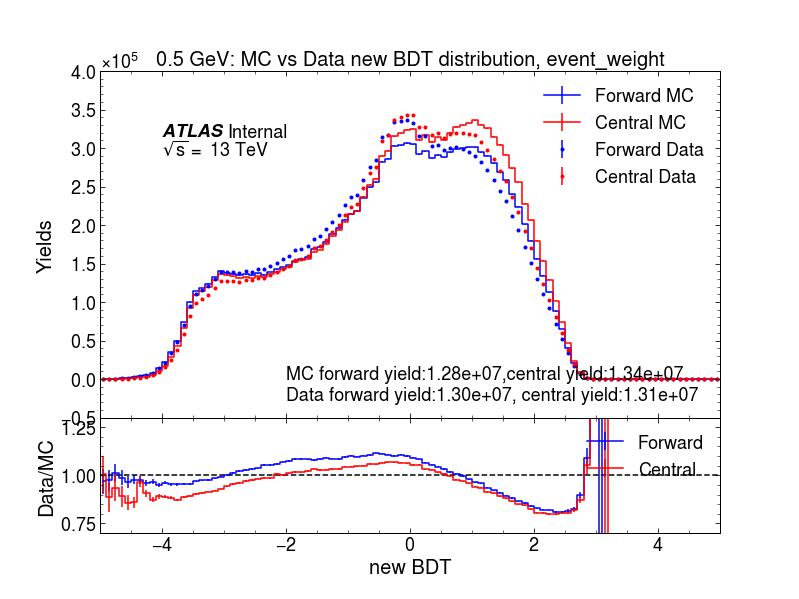 ×10⁵ 0.5 GeV: MC vs Data new BDT distribution, event_weight
4.0
3.5
3.0
2.5
2.0
1.5
1.0
0.5
0.0
0.5
Yields
ATLAS Internal
√s = 13 TeV
Forward MC
Central MC
Forward Data
Central Data
MC forward yield:1.28e+07,central yield:1.34e+07
Data forward yield:1.30e+07, central yield:1.31e+07
1.25
1.00
0.75
Data/MC
Forward
Central
−4 −2 0 2 4
new BDT